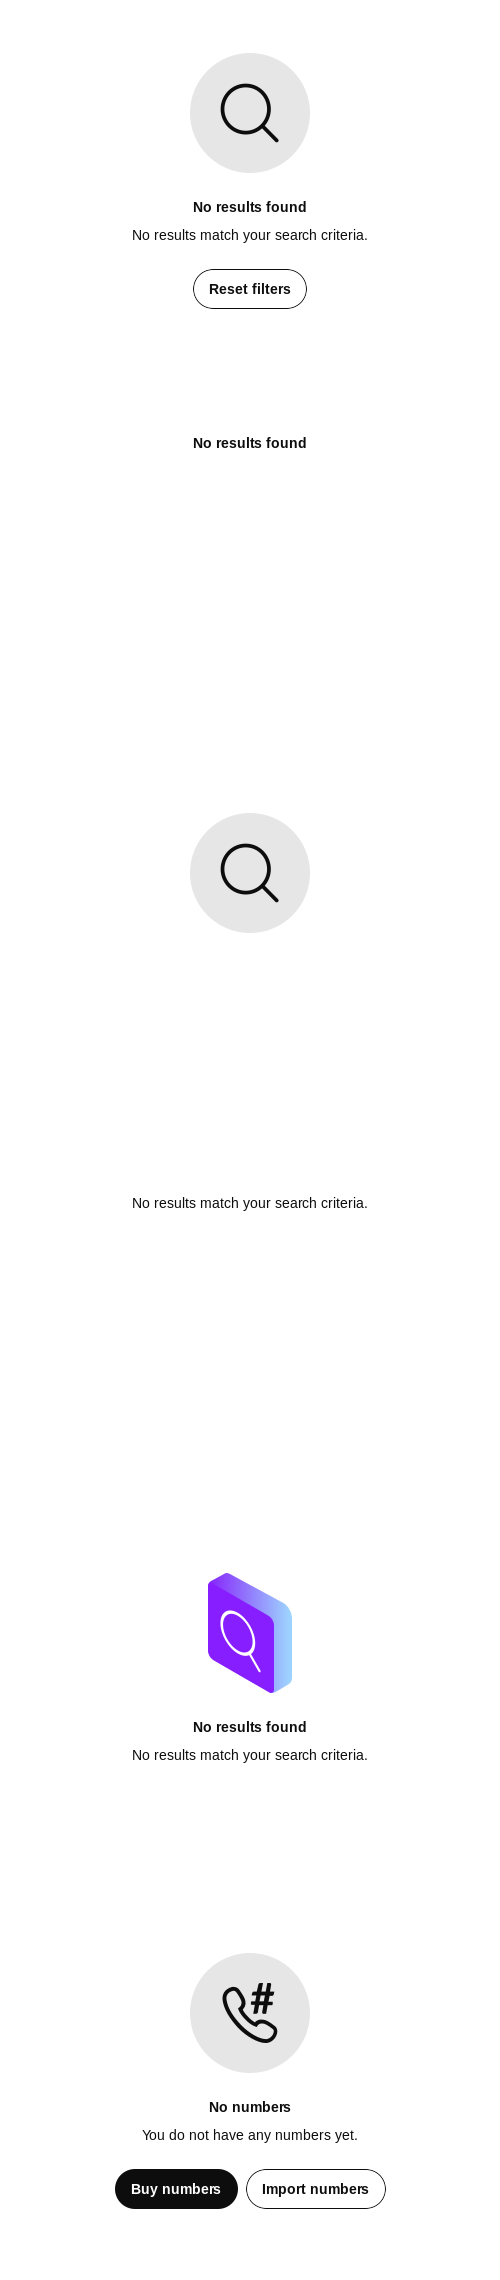 No results found
No results match your search criteria.
Reset filters
No results found
No results match your search criteria.
No results found
No results match your search criteria.
#
No numbers
You do not have any numbers yet.
Buy numbers
Import numbers